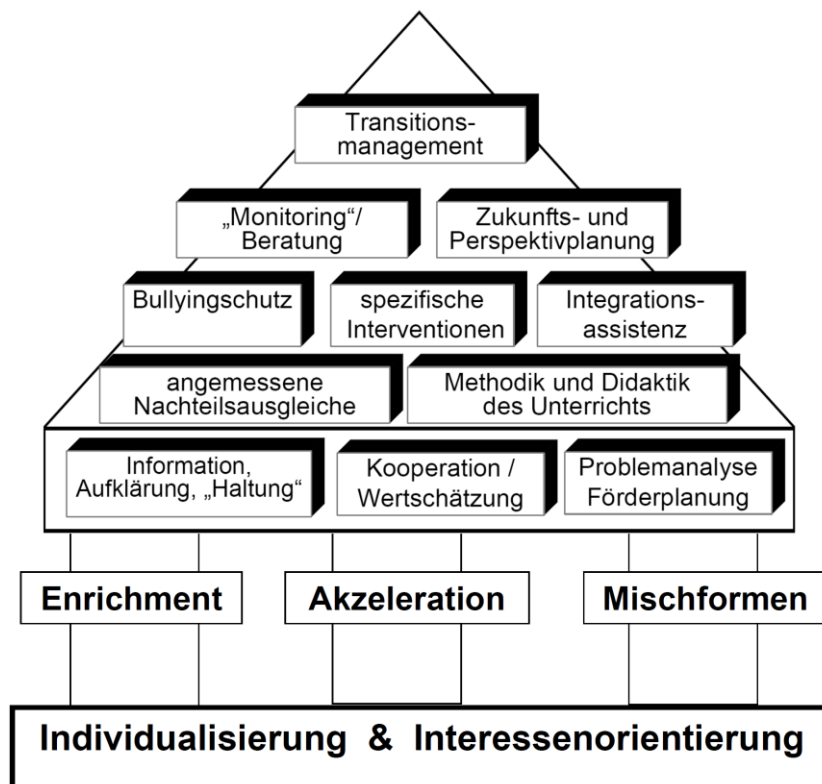 Transitions-
management
„Monitoring“/
Beratung
Zukunfts- und
Perspektivplanung
Bullyingschutz
spezifische
Interventionen
Integrations-
assistenz
angemessene
Nachteilsausgleiche
Methodik und Didaktik
des Unterrichts
Information,
Aufklärung, „Haltung“
Kooperation /
Wertschätzung
Problemanalyse
Förderplanung
Enrichment
Akzeleration
Mischformen
Individualisierung & Interessenorientierung